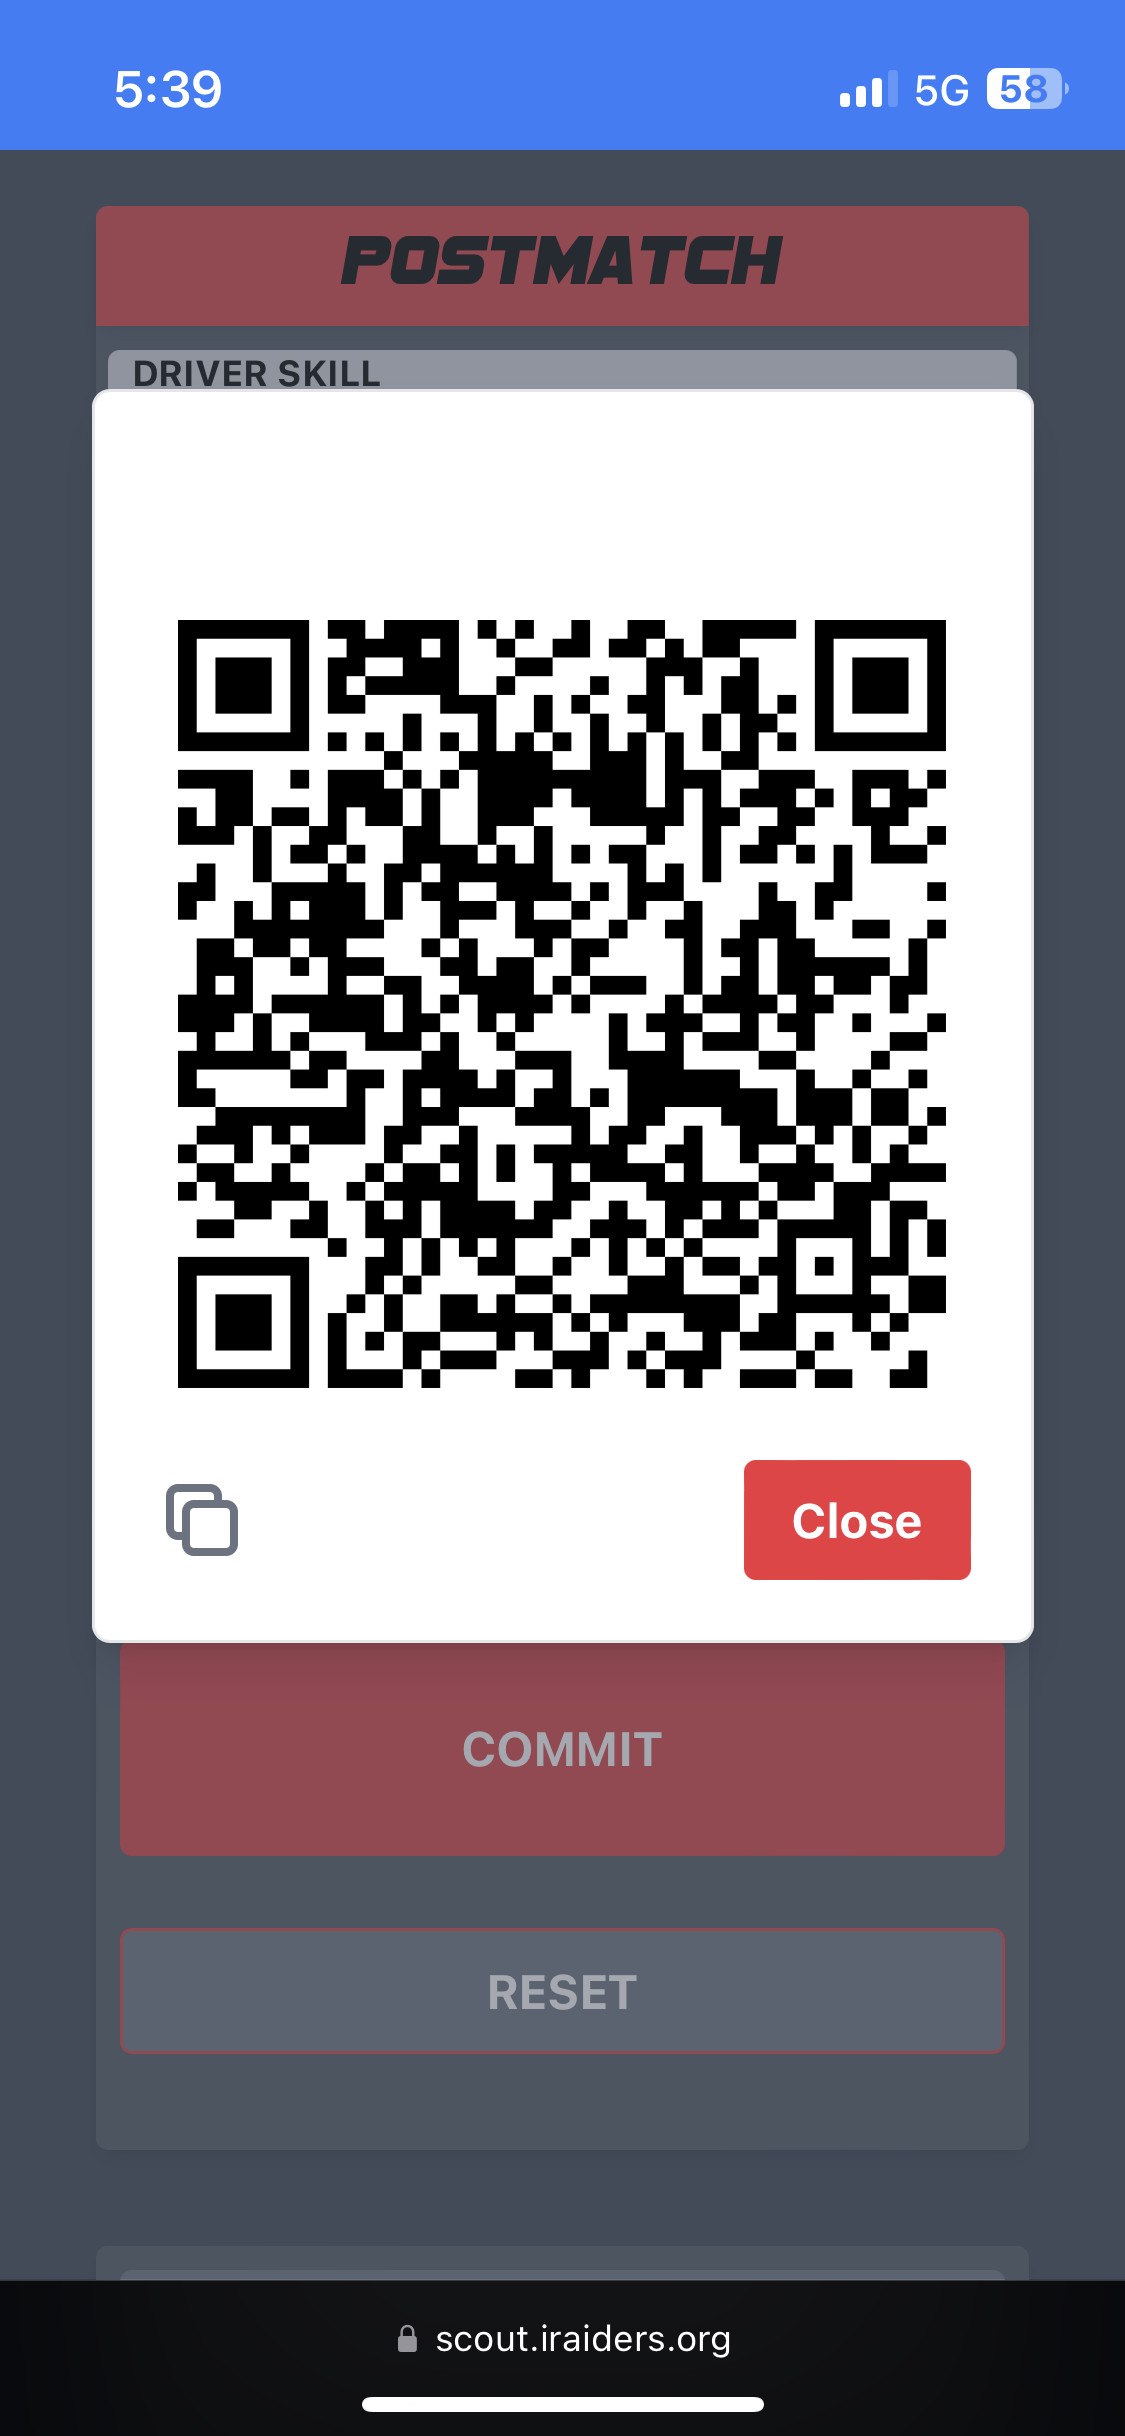 5:39
5G
58
POSTMATCH
DRIVER SKILL
Close
COMMIT
RESET
scout.iraiders.org